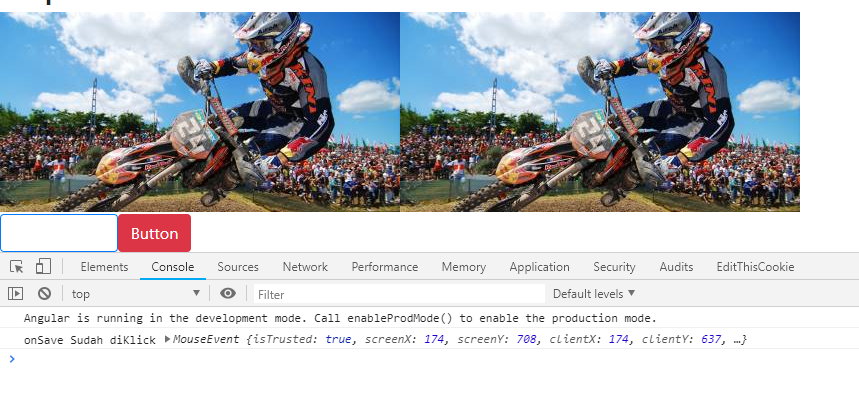 Button
Elements Console Sources Network Performance Memory Application Security Audits EditThisCookie
top Filter Default levels
Angular is running in the development mode. Call enableProdMode() to enable the production mode.
onSave Sudah diKlick MouseEvent {isTrusted: true, screenX: 174, screenY: 708, clientX: 174, clientY: 637, …}